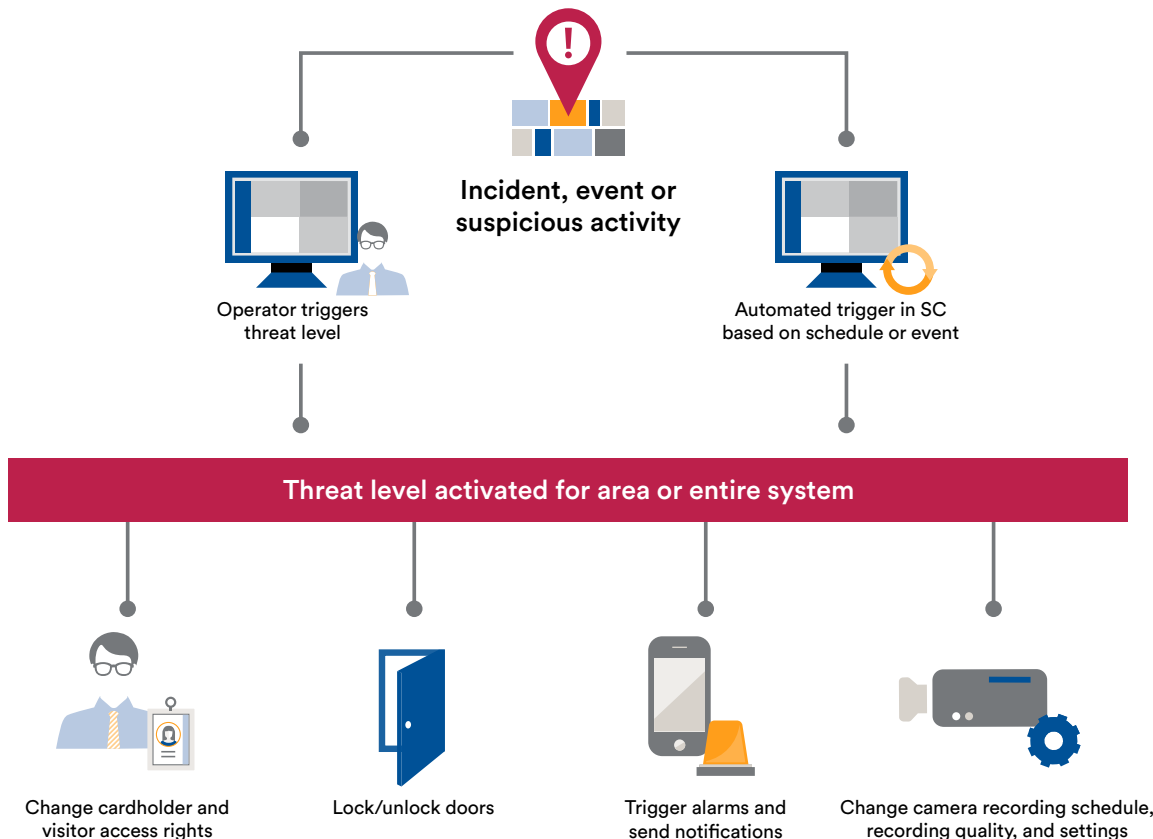 Incident, event or
suspicious activity
Operator triggers
threat level
Automated trigger in SC
based on schedule or event
Threat level activated for area or entire system
Change cardholder and
visitor access rights
Lock/unlock doors
Trigger alarms and
send notifications
Change camera recording schedule,
recording quality, and settings